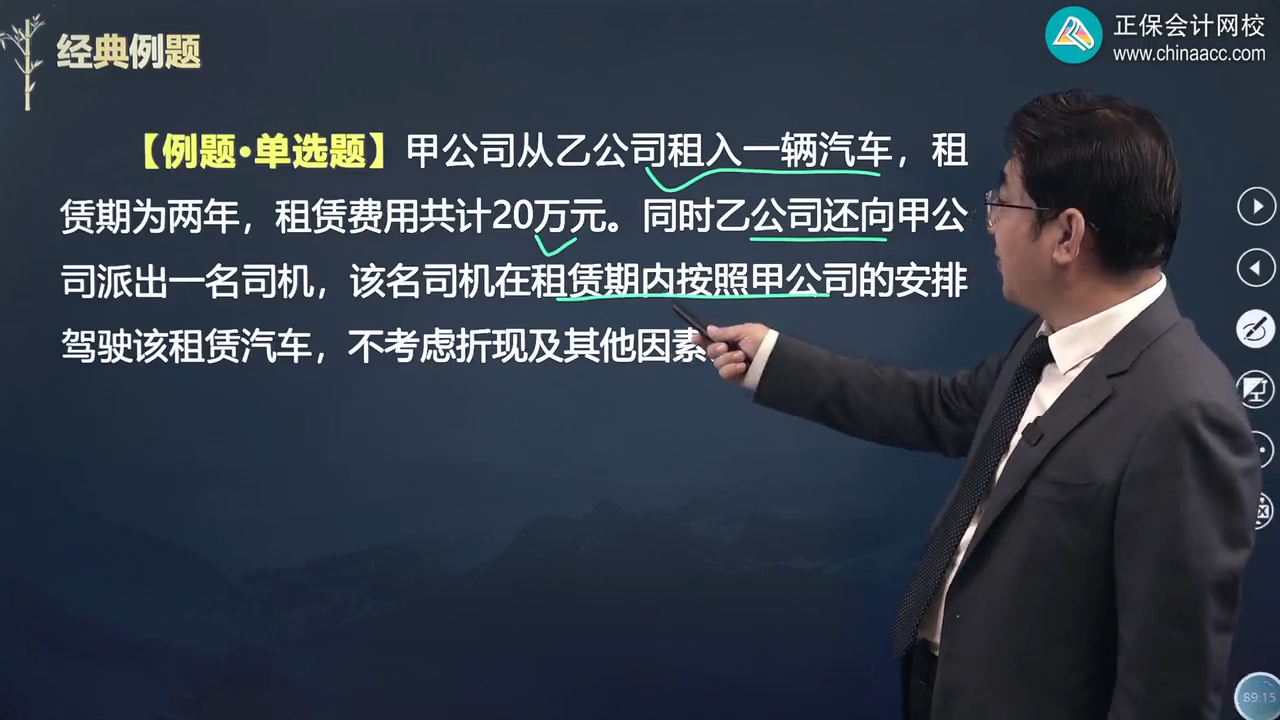 经典例题
正保会计网校
www.chinaacc.com
【例题•单选题】甲公司从乙公司租入一辆汽车，租
赁期为两年，租赁费用共计20万元。同时乙公司还向甲公
司派出一名司机，该名司机在租赁期内按照甲公司的安排
驾驶该租赁汽车，不考虑折现及其他因素
89:15